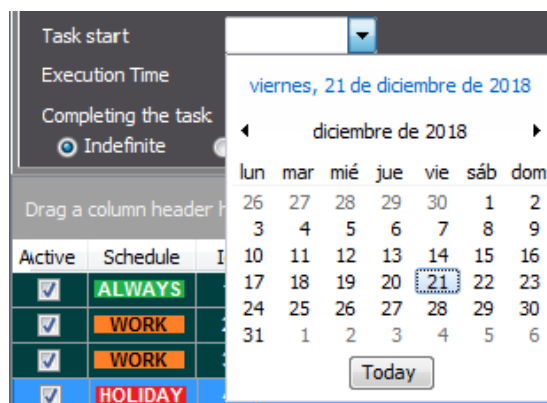 Task start
Execution Time
Completing the task
Indefinite
viernes, 21 de diciembre de 2018
diciembre de 2018
lun mar mié jue vie sáb dom
26 27 28 29 30 1 2
3 4 5 6 7 8 9
10 11 12 13 14 15 16
17 18 19 20 21 22 23
24 25 26 27 28 29 30
31 1 2 3 4 5 6
Today
Drag a column header
Active Schedule
ALWAYS
WORK
WORK
HOLIDAY